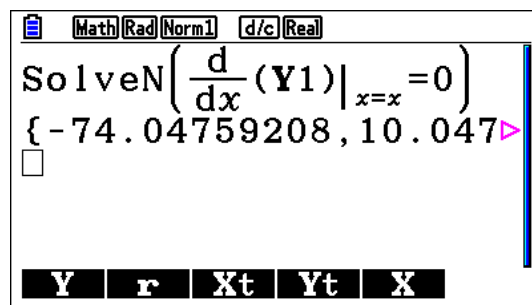 Math Rad Norm1 d/c Real
SolveN(d/dx(Y1)|x=x=0)
{-74.04759208,10.047
Y r Xt Yt X